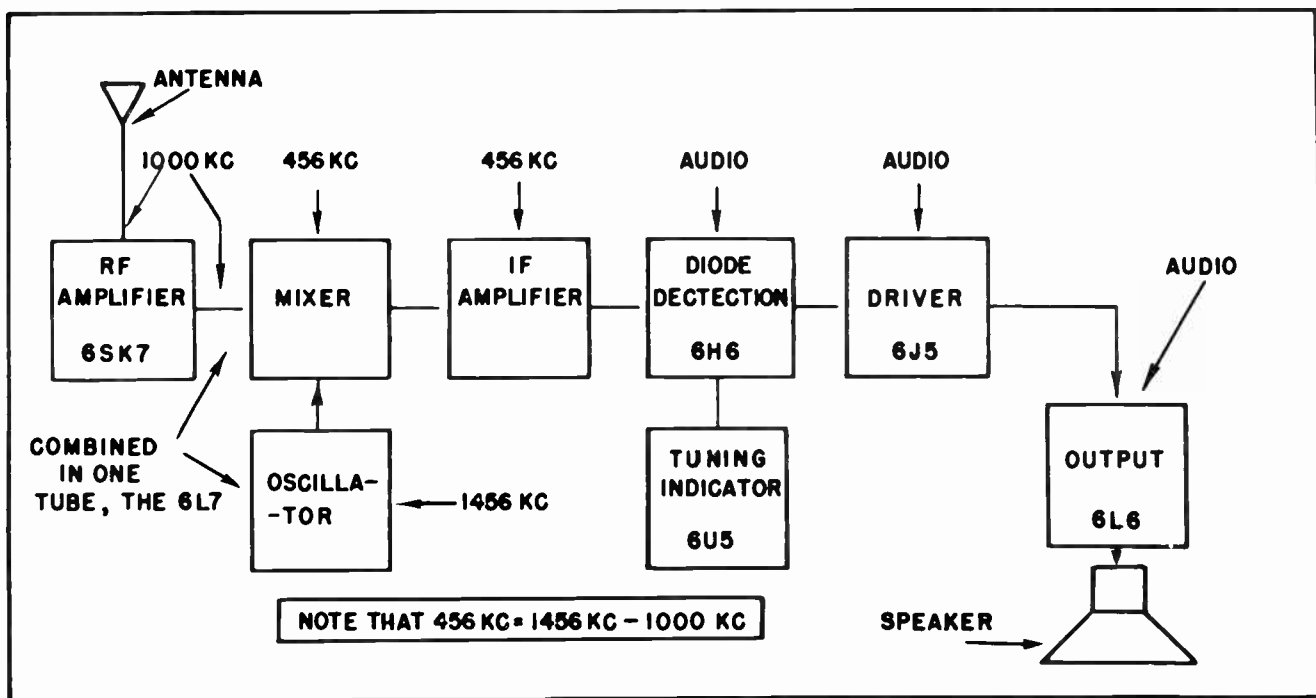 ANTENNA
1000 KC
456 KC
456 KC
AUDIO
AUDIO
AUDIO
RF
AMPLIFIER
6SK7
MIXER
IF
AMPLIFIER
DIODE
DECTECTION
6H6
DRIVER
6J5
COMBINED
IN ONE
TUBE, THE 6L7
OSCILLA-
-TOR
1456 KC
TUNING
INDICATOR
6U5
OUTPUT
6L6
NOTE THAT 456 KC = 1456 KC - 1000 KC
SPEAKER